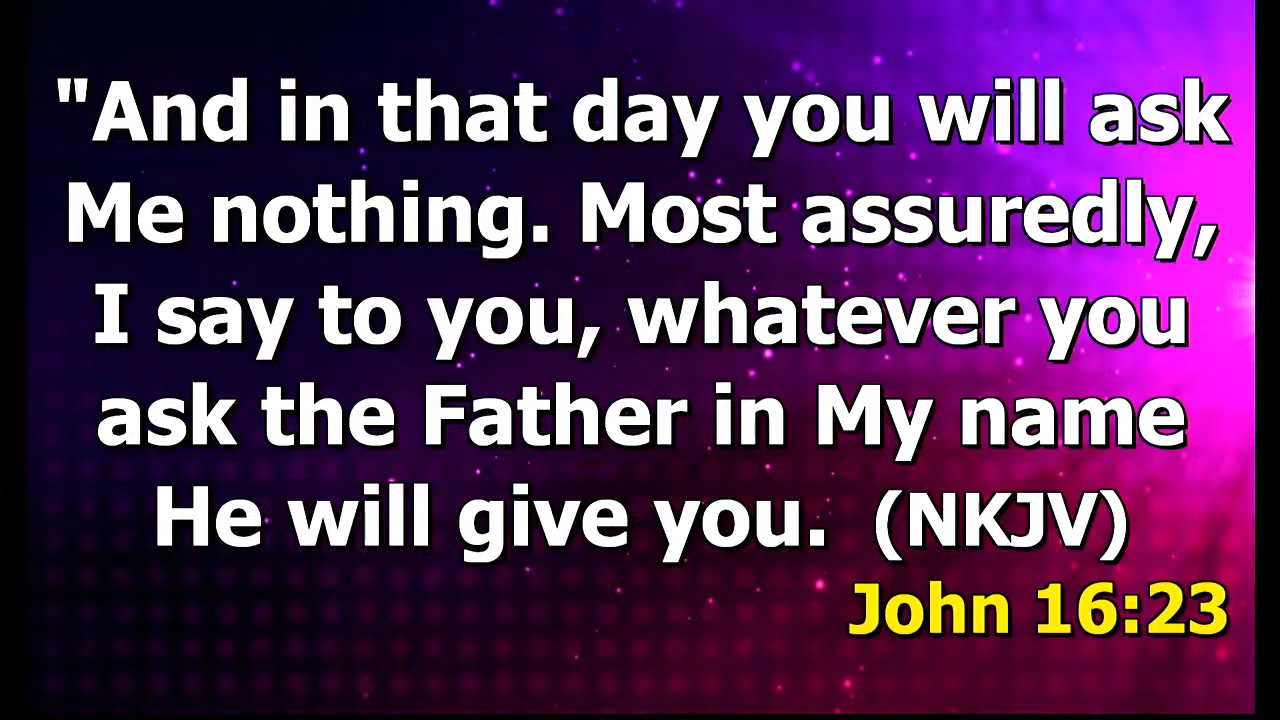 "And in that day you will ask
Me nothing. Most assuredly,
I say to you, whatever you
ask the Father in My name
He will give you.  (NKJV)
John 16:23